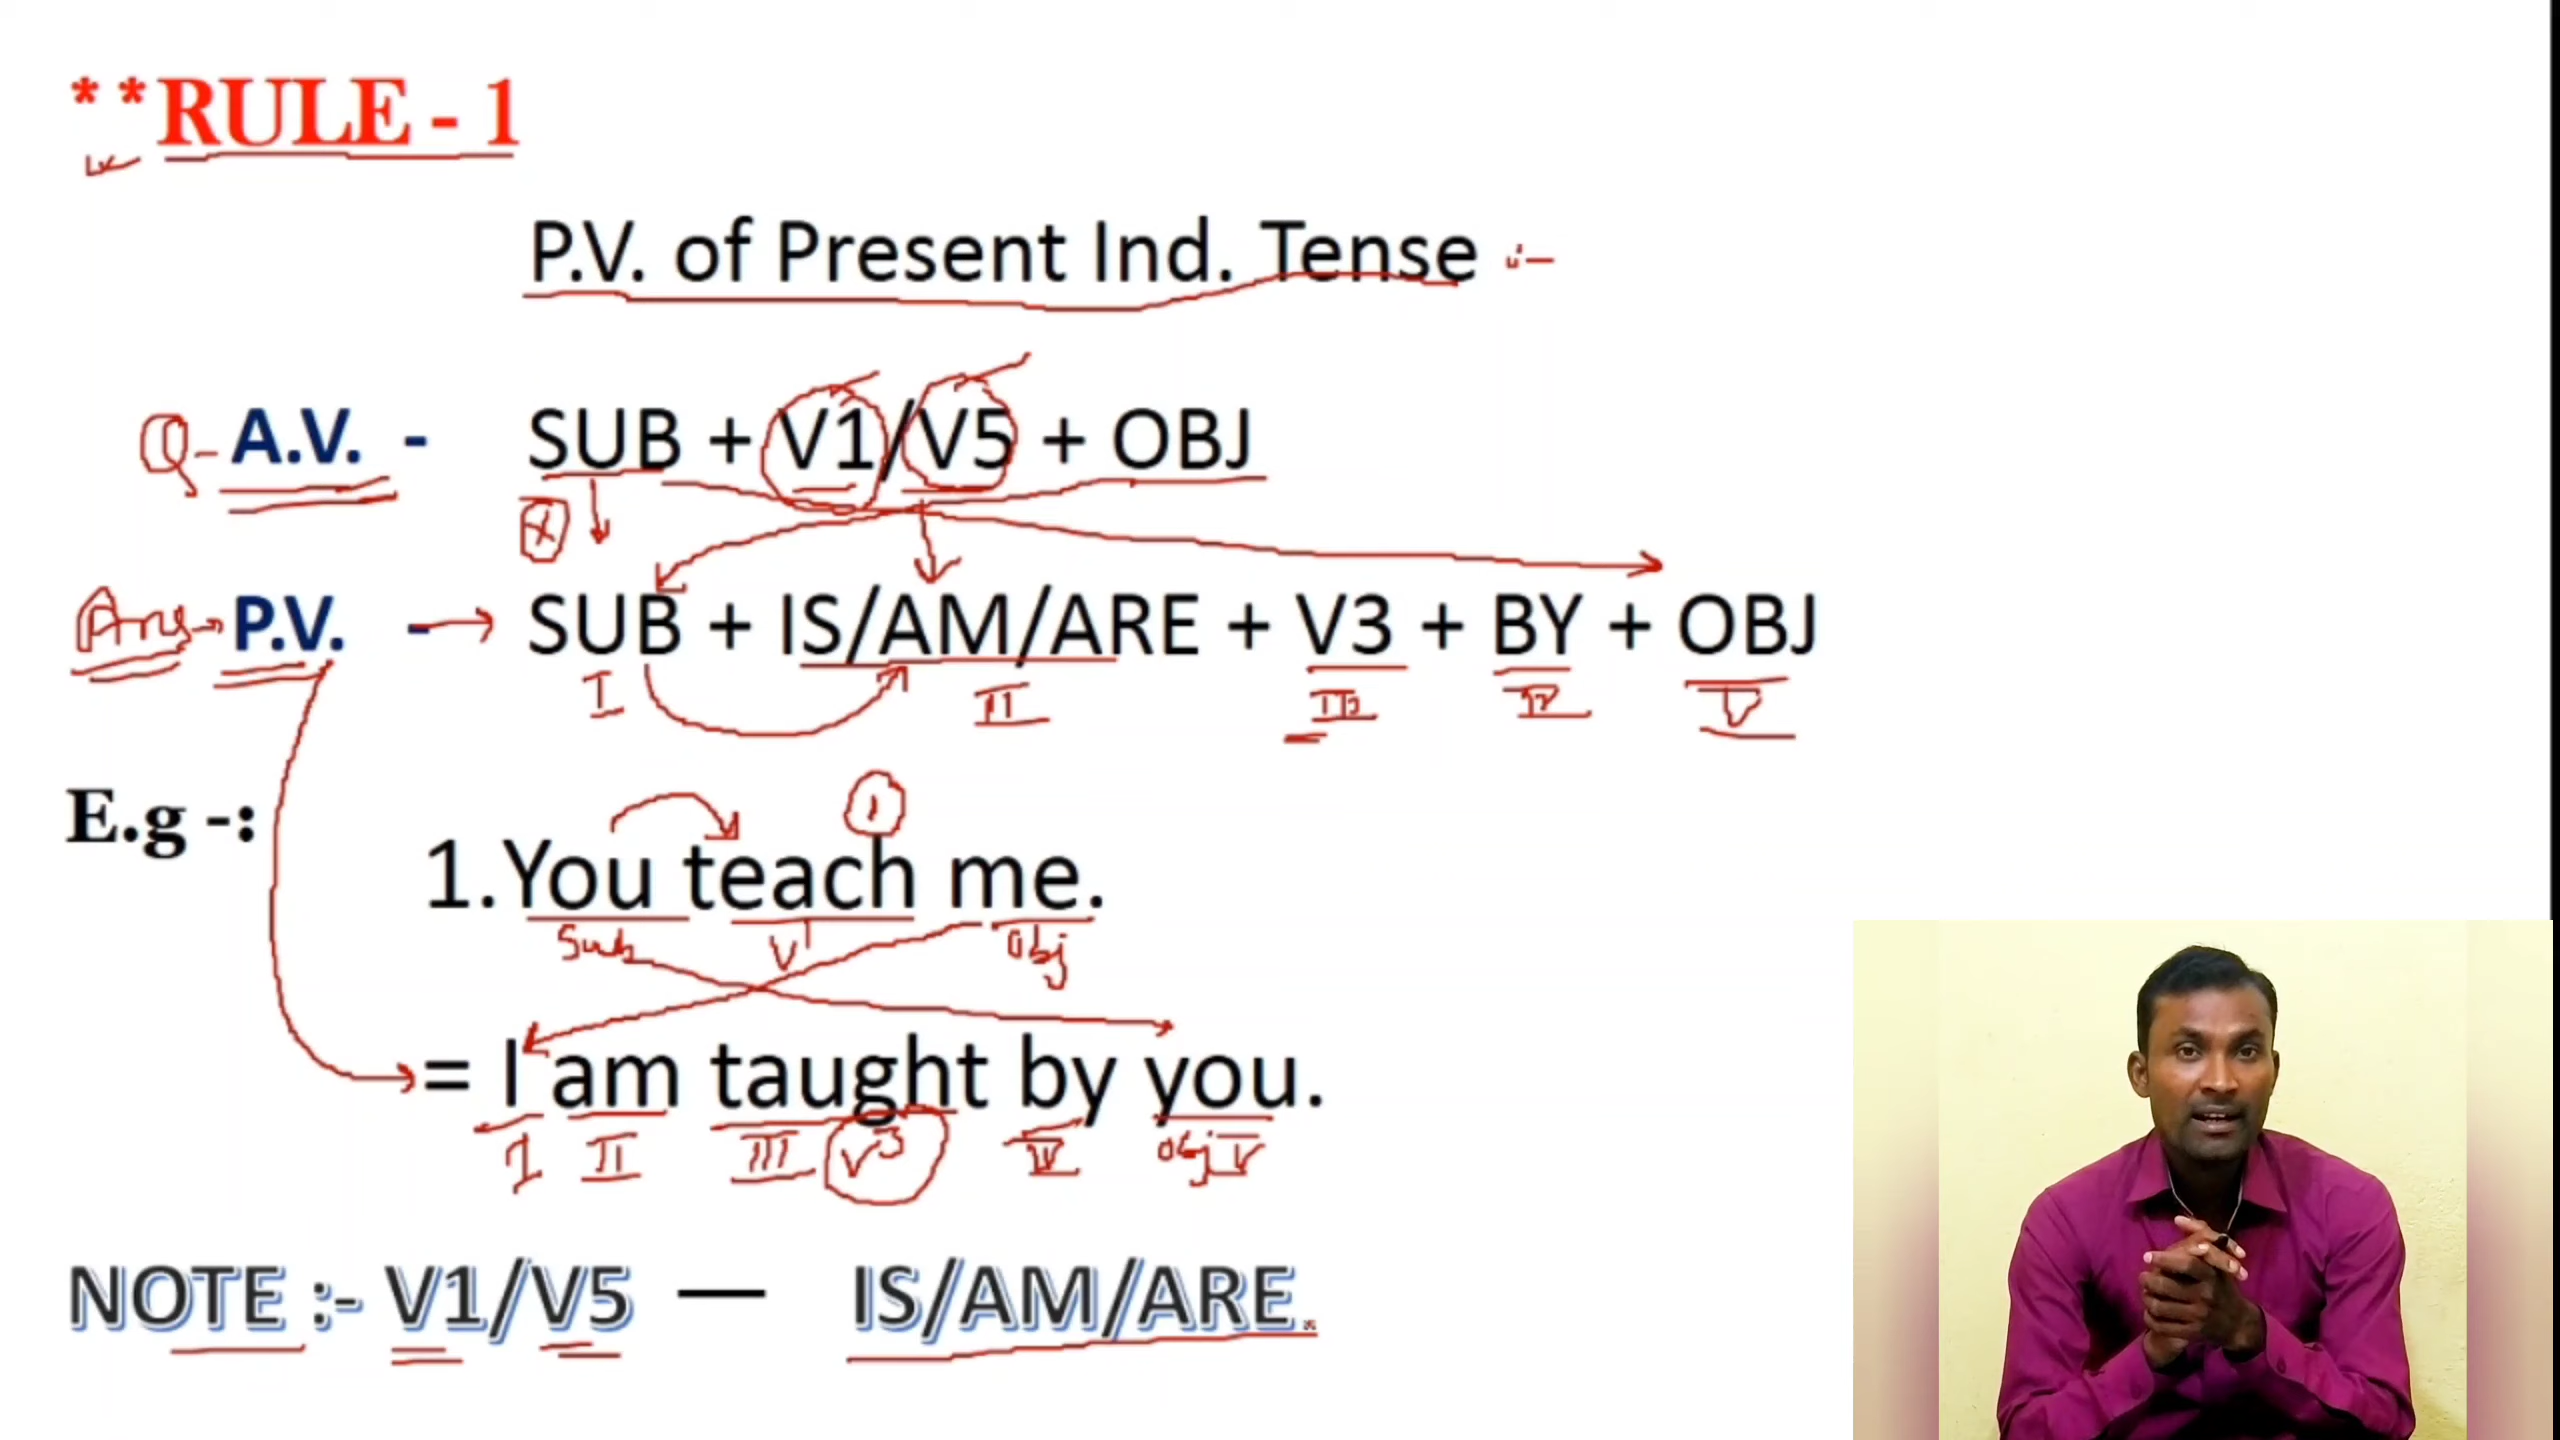 **RULE - 1
P.V. of Present Ind. Tense :-
Q - A.V. - SUB + V1/V5 + OBJ
x
Ans → P.V. - → SUB + IS/AM/ARE + V3 + BY + OBJ
I II III IV V
E.g -:
1
1.You teach me.
Sub V1 Obj
= I am taught by you.
I II III V3 IV Obj V
NOTE :- V1/V5 — IS/AM/ARE.